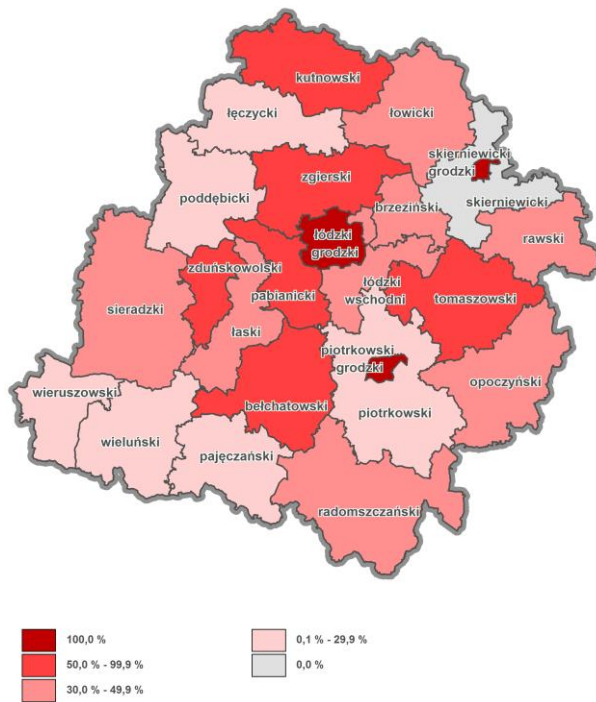 kutnowski
łęczycki
łowicki
skierniewicki
grodzki
zgierski
poddębicki
brzeziński
skierniewicki
łódzki
grodzki
rawski
zduńskowolski
łódzki
wschodni
pabianicki
tomaszowski
sieradzki
łaski
piotrkowski
grodzki
opoczyński
wieruszowski
bełchatowski
piotrkowski
wieluński
pajęczański
radomszczański
100,0 %
50,0 % - 99,9 %
30,0 % - 49,9 %
0,1 % - 29,9 %
0,0 %